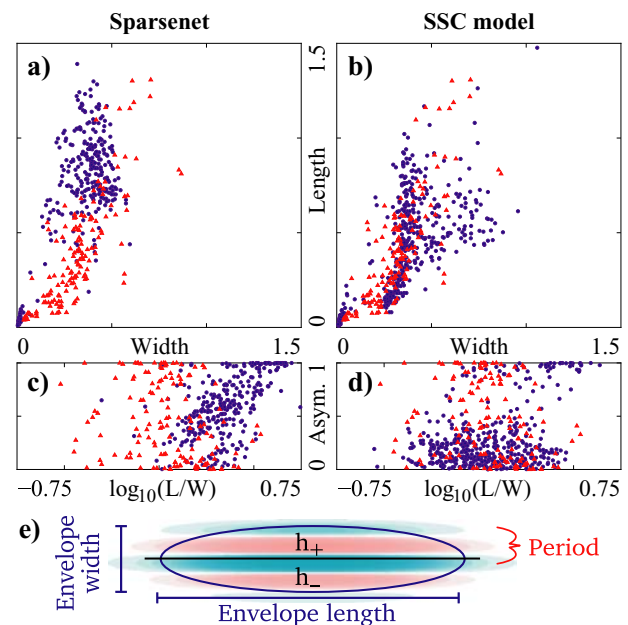 Sparsenet SSC model
a) b)
1.5
Length
0
0 Width 1.5 0 Width 1.5
c) d)
Asym. 1
0
−0.75 log10(L/W) 0.75 −0.75 log10(L/W) 0.75
e)
Envelope width
h+
h−
Period
Envelope length